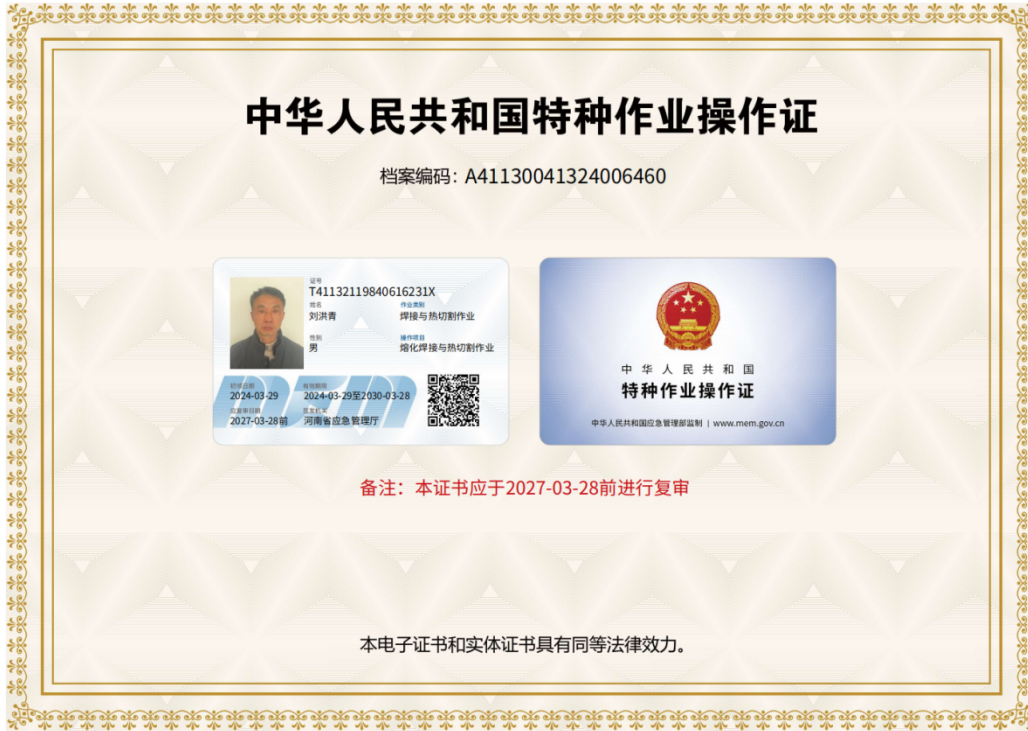 中华人民共和国特种作业操作证
档案编码：A41130041324006460
证号
T41132119840616231X
姓名
刘洪青
作业类别
焊接与热切割作业
性别
男
操作项目
熔化焊接与热切割作业
初领日期
2024-03-29
有效期限
2024-03-29至2030-03-28
应复审日期
2027-03-28前
签发机关
河南省应急管理厅
中华人民共和国
特种作业操作证
中华人民共和国应急管理部监制 | www.mem.gov.cn
备注：本证书应于2027-03-28前进行复审
本电子证书和实体证书具有同等法律效力。